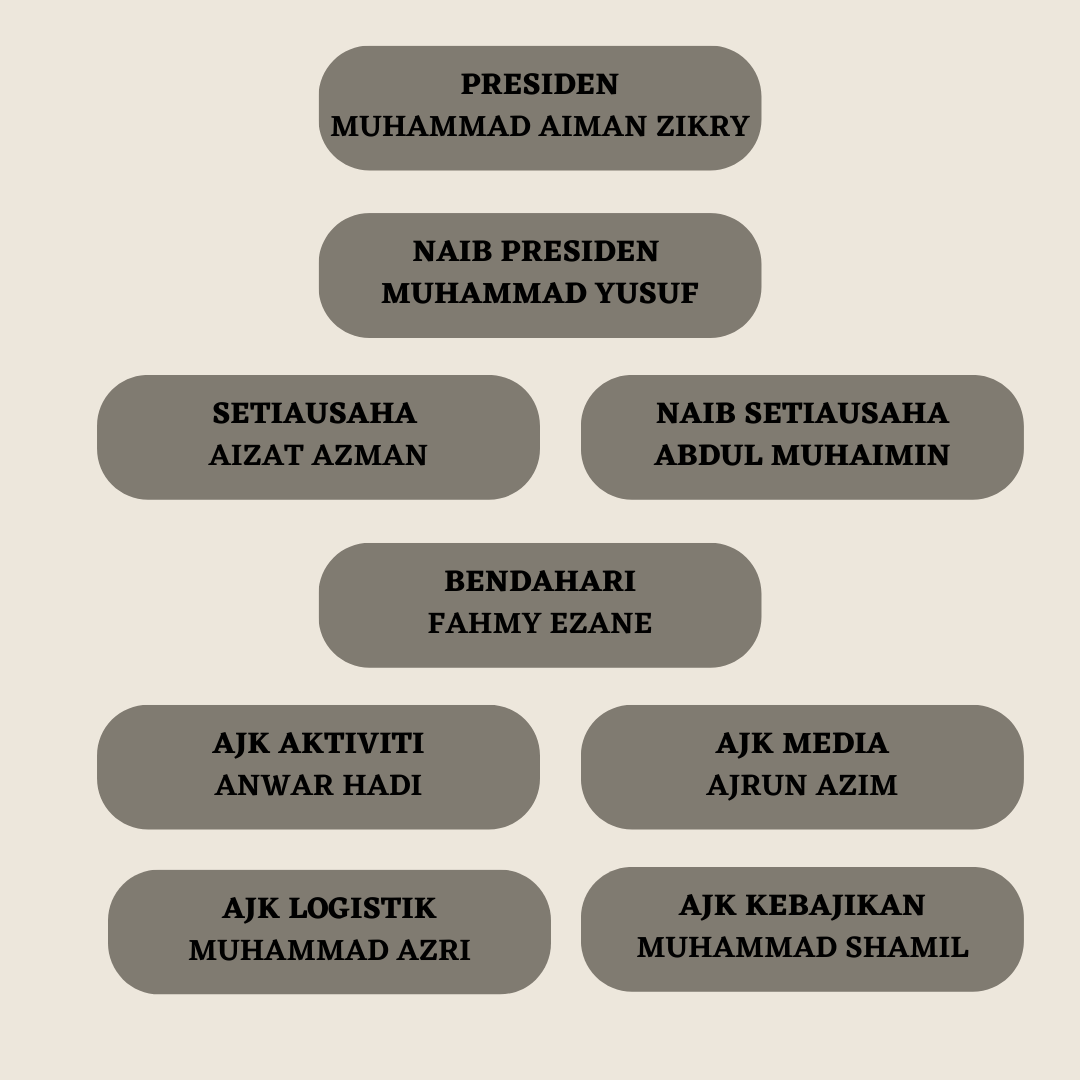 PRESIDEN
MUHAMMAD AIMAN ZIKRY
NAIB PRESIDEN
MUHAMMAD YUSUF
SETIAUSAHA
AIZAT AZMAN
NAIB SETIAUSAHA
ABDUL MUHAIMIN
BENDAHARI
FAHMY EZANE
AJK AKTIVITI
ANWAR HADI
AJK MEDIA
AJRUN AZIM
AJK LOGISTIK
MUHAMMAD AZRI
AJK KEBAJIKAN
MUHAMMAD SHAMIL